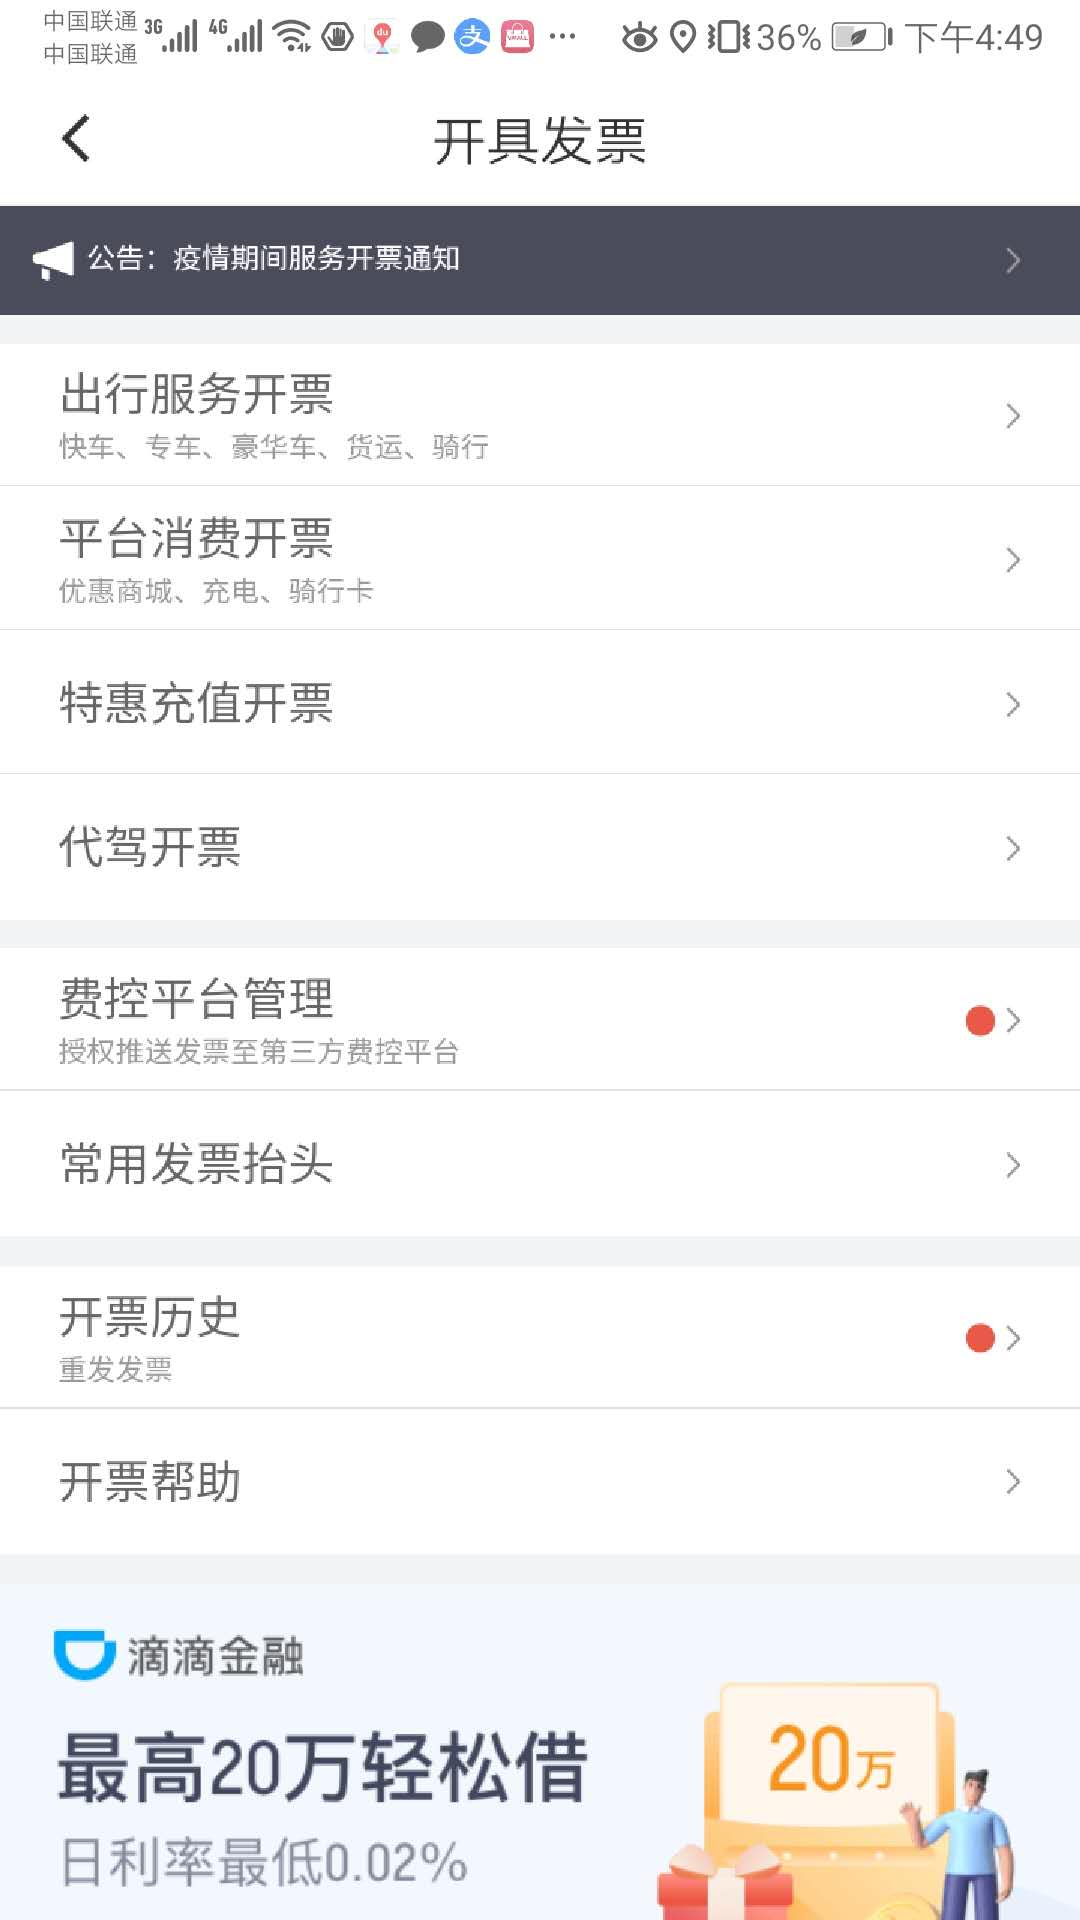 中国联通
中国联通
3G 4G du 支 VMALL ... 36% 下午4:49
开具发票
公告：疫情期间服务开票通知
出行服务开票
快车、专车、豪华车、货运、骑行
平台消费开票
优惠商城、充电、骑行卡
特惠充值开票
代驾开票
费控平台管理
授权推送发票至第三方费控平台
常用发票抬头
开票历史
重发发票
开票帮助
滴滴金融
最高20万轻松借
20万
日利率最低0.02%